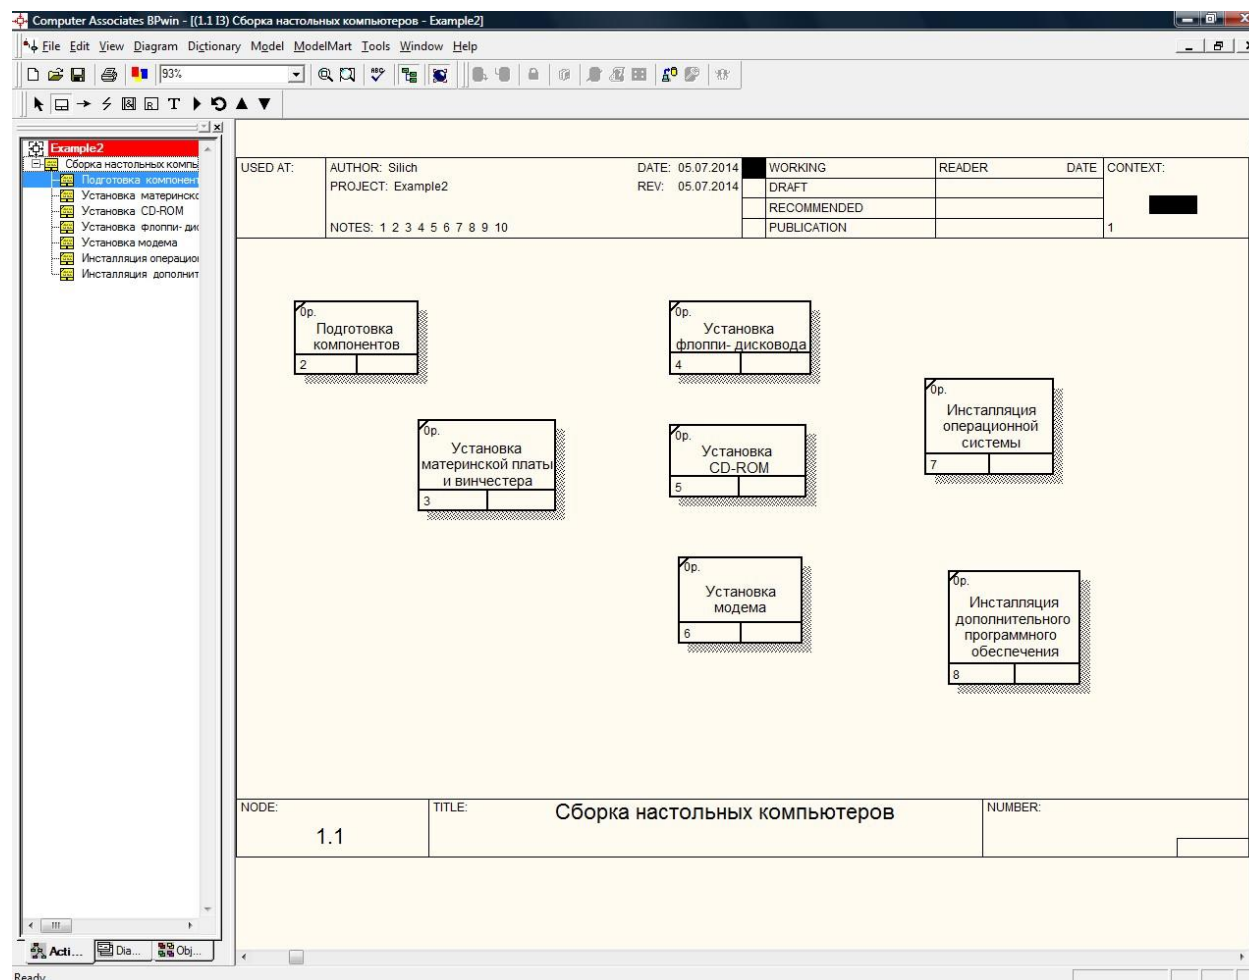 Computer Associates BPwin - [(1.1 I3) Сборка настольных компьютеров - Example2]
File Edit View Diagram Dictionary Model ModelMart Tools Window Help
93%
Example2
Сборка настольных компь
Подготовка компонент
Установка материнско
Установка CD-ROM
Установка флоппи- дис
Установка модема
Инсталляция операцио
Инсталляция дополнит
Acti... Dia... Obj...
Ready
USED AT: AUTHOR: Silich DATE: 05.07.2014 WORKING READER DATE CONTEXT:
PROJECT: Example2 REV: 05.07.2014 DRAFT
RECOMMENDED
NOTES: 1 2 3 4 5 6 7 8 9 10 PUBLICATION 1
0р.
Подготовка
компонентов
2
0р.
Установка
материнской платы
и винчестера
3
0р.
Установка
флоппи- дисковода
4
0р.
Установка
CD-ROM
5
0р.
Установка
модема
6
0р.
Инсталляция
операционной
системы
7
0р.
Инсталляция
дополнительного
программного
обеспечения
8
NODE: TITLE: Сборка настольных компьютеров NUMBER:
1.1